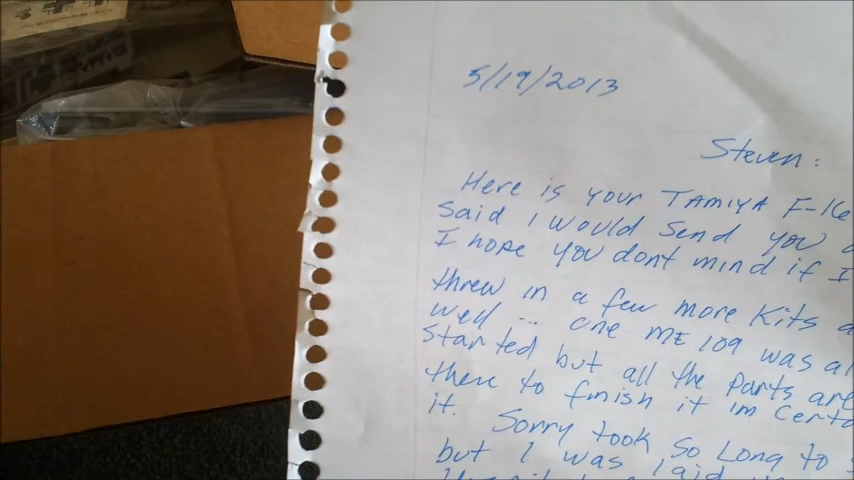 5/19/2013
Steven:
Here is your TAMIYA F-16
Said I would Send you
I hope you dont mind if I
threw in a few more Kits
well ... one ME 109 was
Started but all the Parts are
there to finish it im
it. Sorry took so Long to
but I was laid